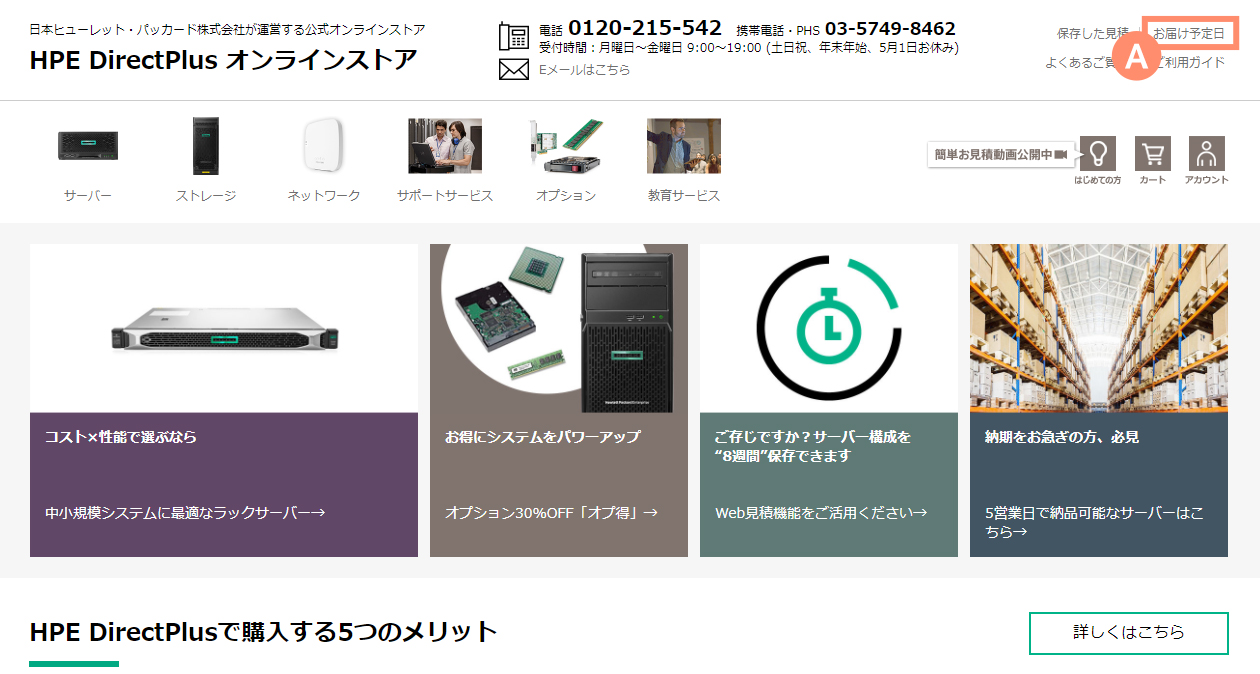 日本ヒューレット・パッカード株式会社が運営する公式オンラインストア
HPE DirectPlus オンラインストア
電話 0120-215-542 携帯電話・PHS 03-5749-8462
受付時間：月曜日～金曜日 9:00～19:00 (土日祝、年末年始、5月1日お休み)
Eメールはこちら
保存した見積 お届け予定日
A
よくあるご質 ご利用ガイド
サーバー
ストレージ
ネットワーク
サポートサービス
オプション
教育サービス
簡単お見積動画公開中
はじめての方
カート
アカウント
コスト×性能で選ぶなら
中小規模システムに最適なラックサーバー→
Hewlett Packard Enterprise
お得にシステムをパワーアップ
オプション30%OFF「オプ得」→
ご存じですか？サーバー構成を
“8週間”保存できます
Web見積機能をご活用ください→
納期をお急ぎの方、必見
5営業日で納品可能なサーバーはこ
ちら→
HPE DirectPlusで購入する5つのメリット
詳しくはこちら